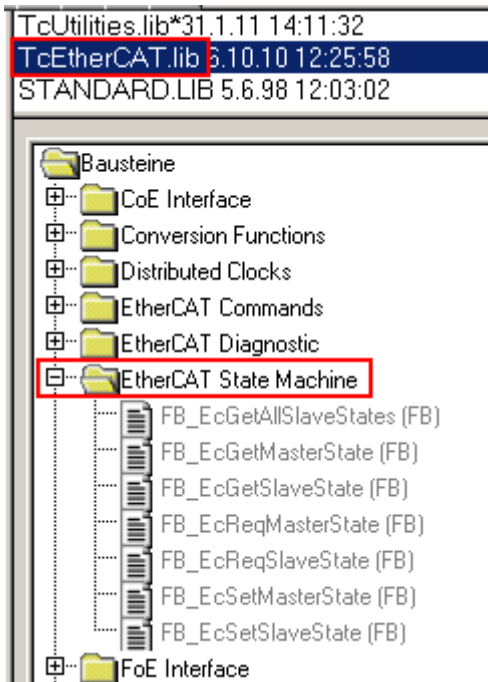 TcUtilities.lib*31.1.11 14:11:32
TcEtherCAT.lib 6.10.10 12:25:58
STANDARD.LIB 5.6.98 12:03:02
Bausteine
CoE Interface
Conversion Functions
Distributed Clocks
EtherCAT Commands
EtherCAT Diagnostic
EtherCAT State Machine
FB_EcGetAllSlaveStates (FB)
FB_EcGetMasterState (FB)
FB_EcGetSlaveState (FB)
FB_EcReqMasterState (FB)
FB_EcReqSlaveState (FB)
FB_EcSetMasterState (FB)
FB_EcSetSlaveState (FB)
FoE Interface